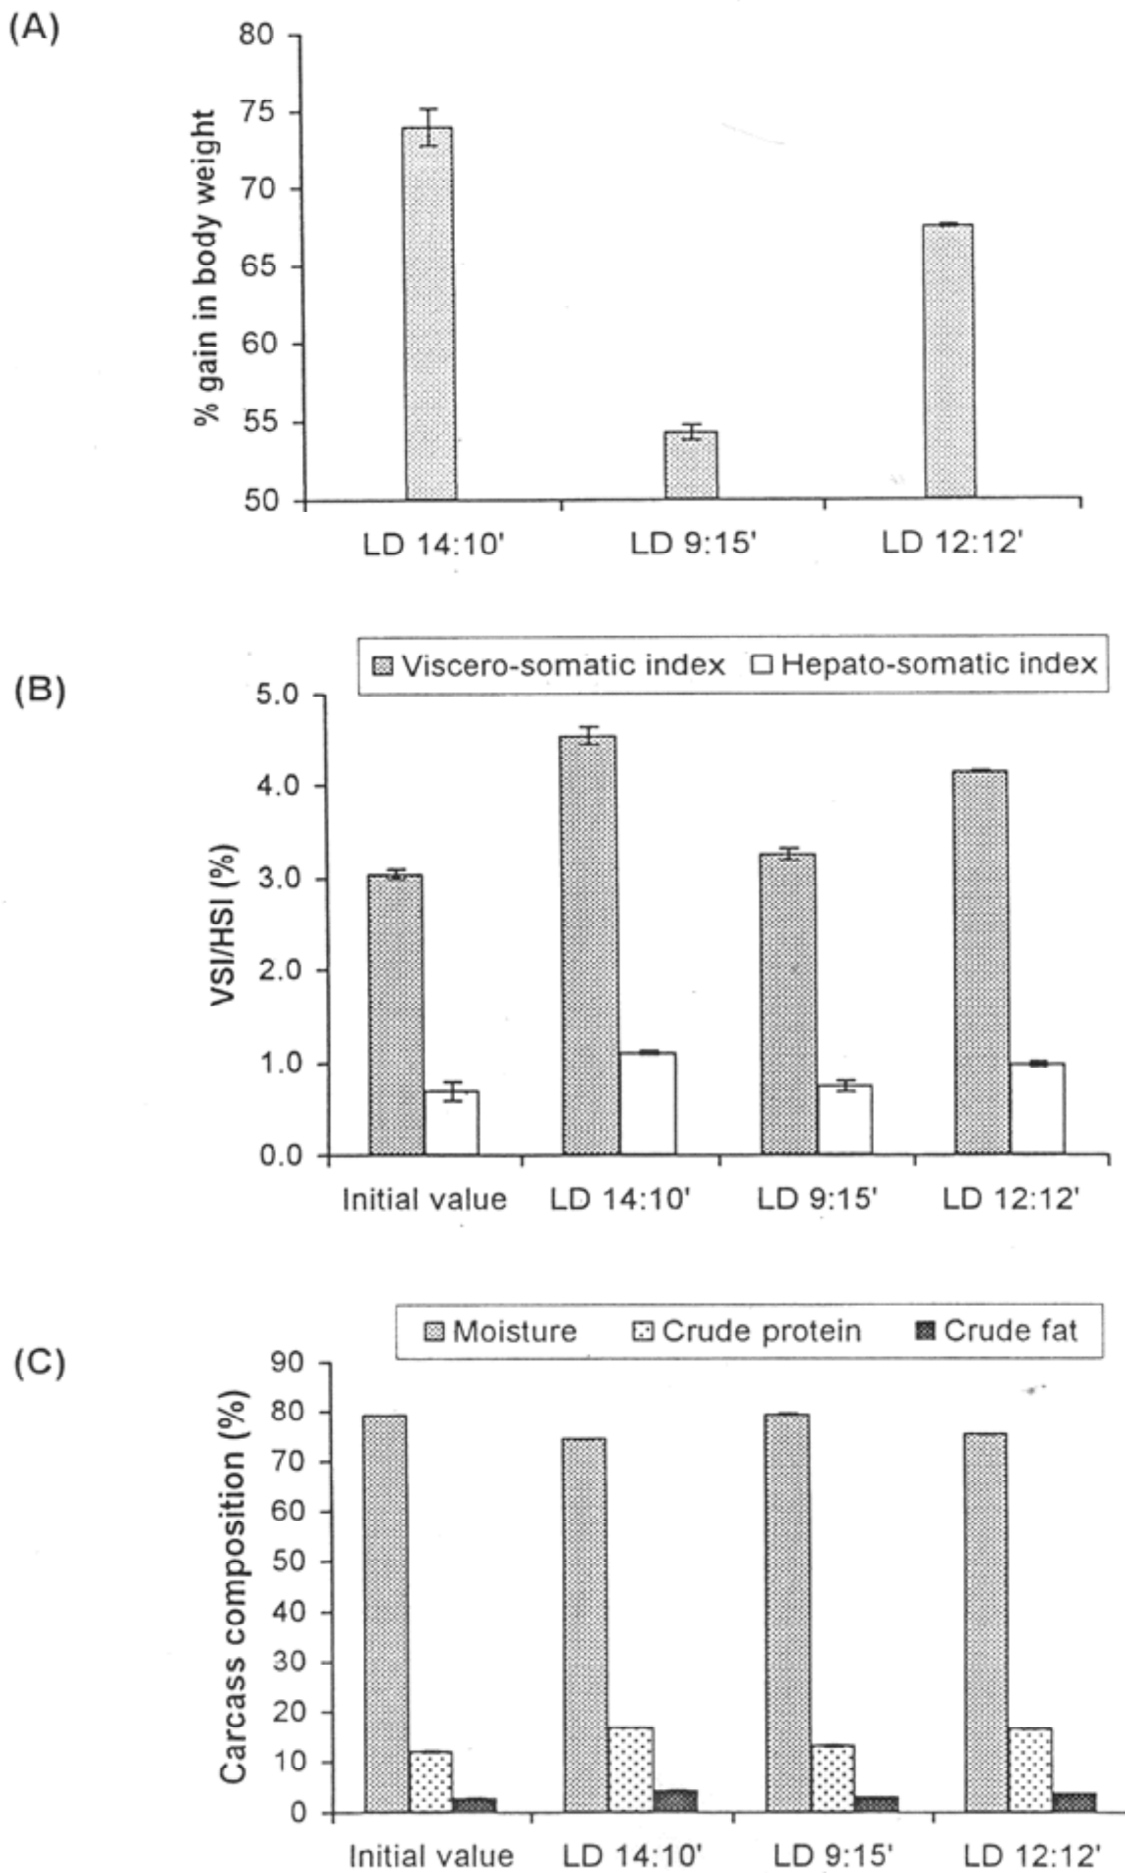 (A)
80
75
70
65
60
55
50
% gain in body weight
LD 14:10' LD 9:15' LD 12:12'
Viscero-somatic index Hepato-somatic index
(B)
5.0
4.0
3.0
2.0
1.0
0.0
VSI/HSI (%)
Initial value LD 14:10' LD 9:15' LD 12:12'
Moisture Crude protein Crude fat
(C)
90
80
70
60
50
40
30
20
10
0
Carcass composition (%)
Initial value LD 14:10' LD 9:15' LD 12:12'